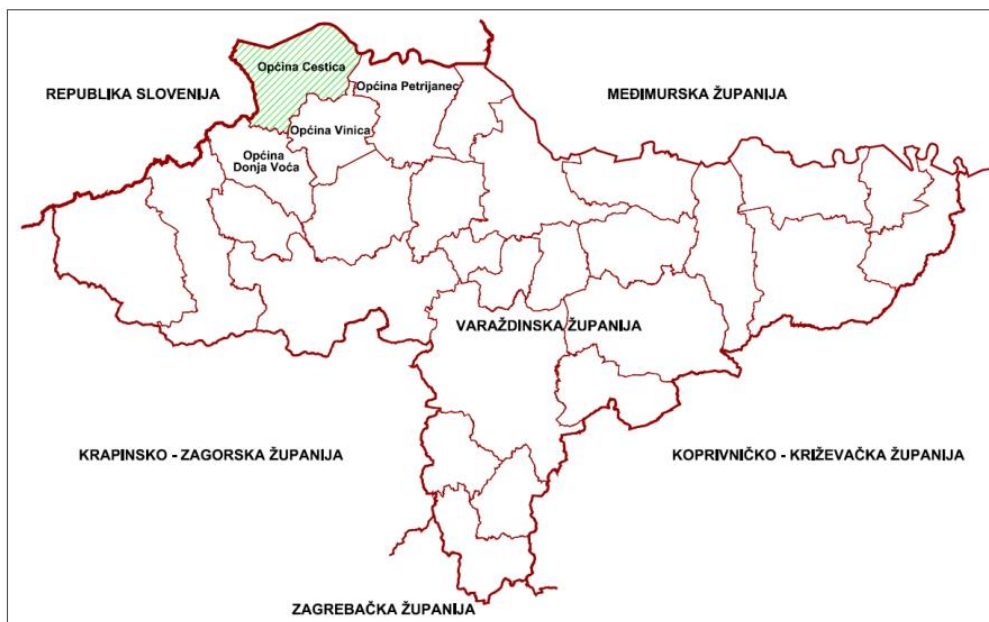 Općina Cestica
REPUBLIKA SLOVENIJA
Općina Petrijanec
MEĐIMURSKA ŽUPANIJA
Općina Vinica
Općina
Donja Voća
VARAŽDINSKA ŽUPANIJA
KRAPINSKO - ZAGORSKA ŽUPANIJA
KOPRIVNIČKO - KRIŽEVAČKA ŽUPANIJA
ZAGREBAČKA ŽUPANIJA